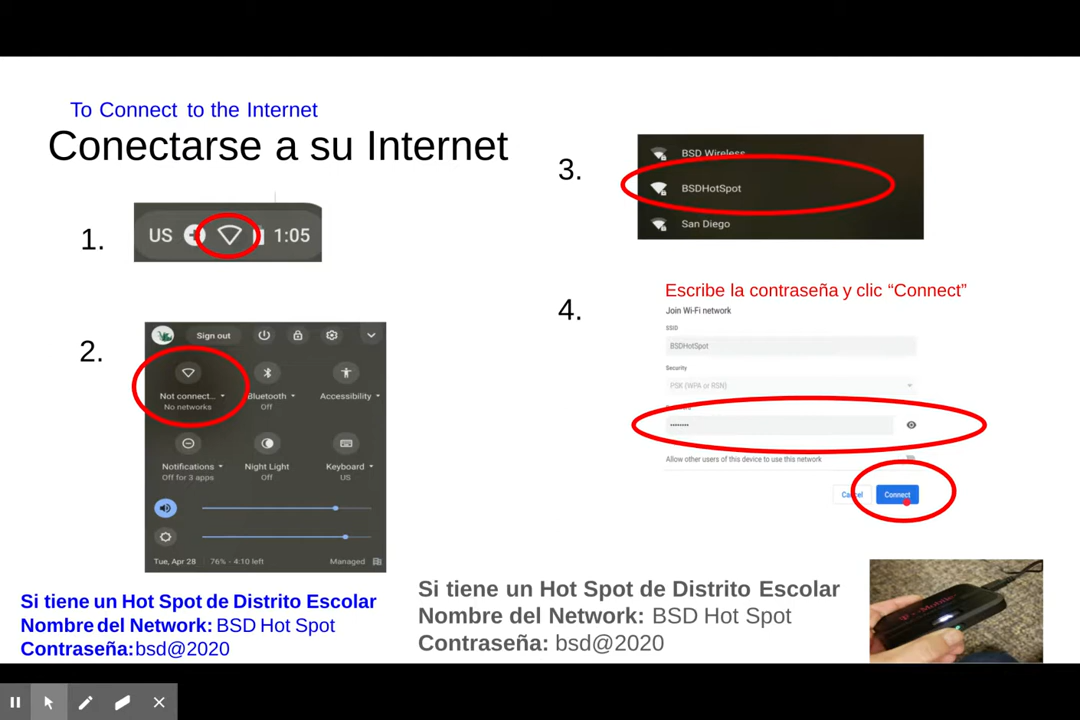 To Connect to the Internet
Conectarse a su Internet
1.
US 1:05
2.
Sign out
Not connect... Bluetooth Accessibility
No networks Off
Notifications Night Light Keyboard
Off for 3 apps Off US
Tue, Apr 28 76% - 4:10 left Managed
3.
BSD Wireless
BSDHotSpot
San Diego
4.
Escribe la contraseña y clic “Connect”
Join Wi-Fi network
SSID
BSDHotSpot
Security
PSK (WPA or RSN)
••••••••
Allow other users of this device to use this network
Cancel Connect
Si tiene un Hot Spot de Distrito Escolar
Nombre del Network: BSD Hot Spot
Contraseña: bsd@2020
Si tiene un Hot Spot de Distrito Escolar
Nombre del Network: BSD Hot Spot
Contraseña: bsd@2020
T-Mobile